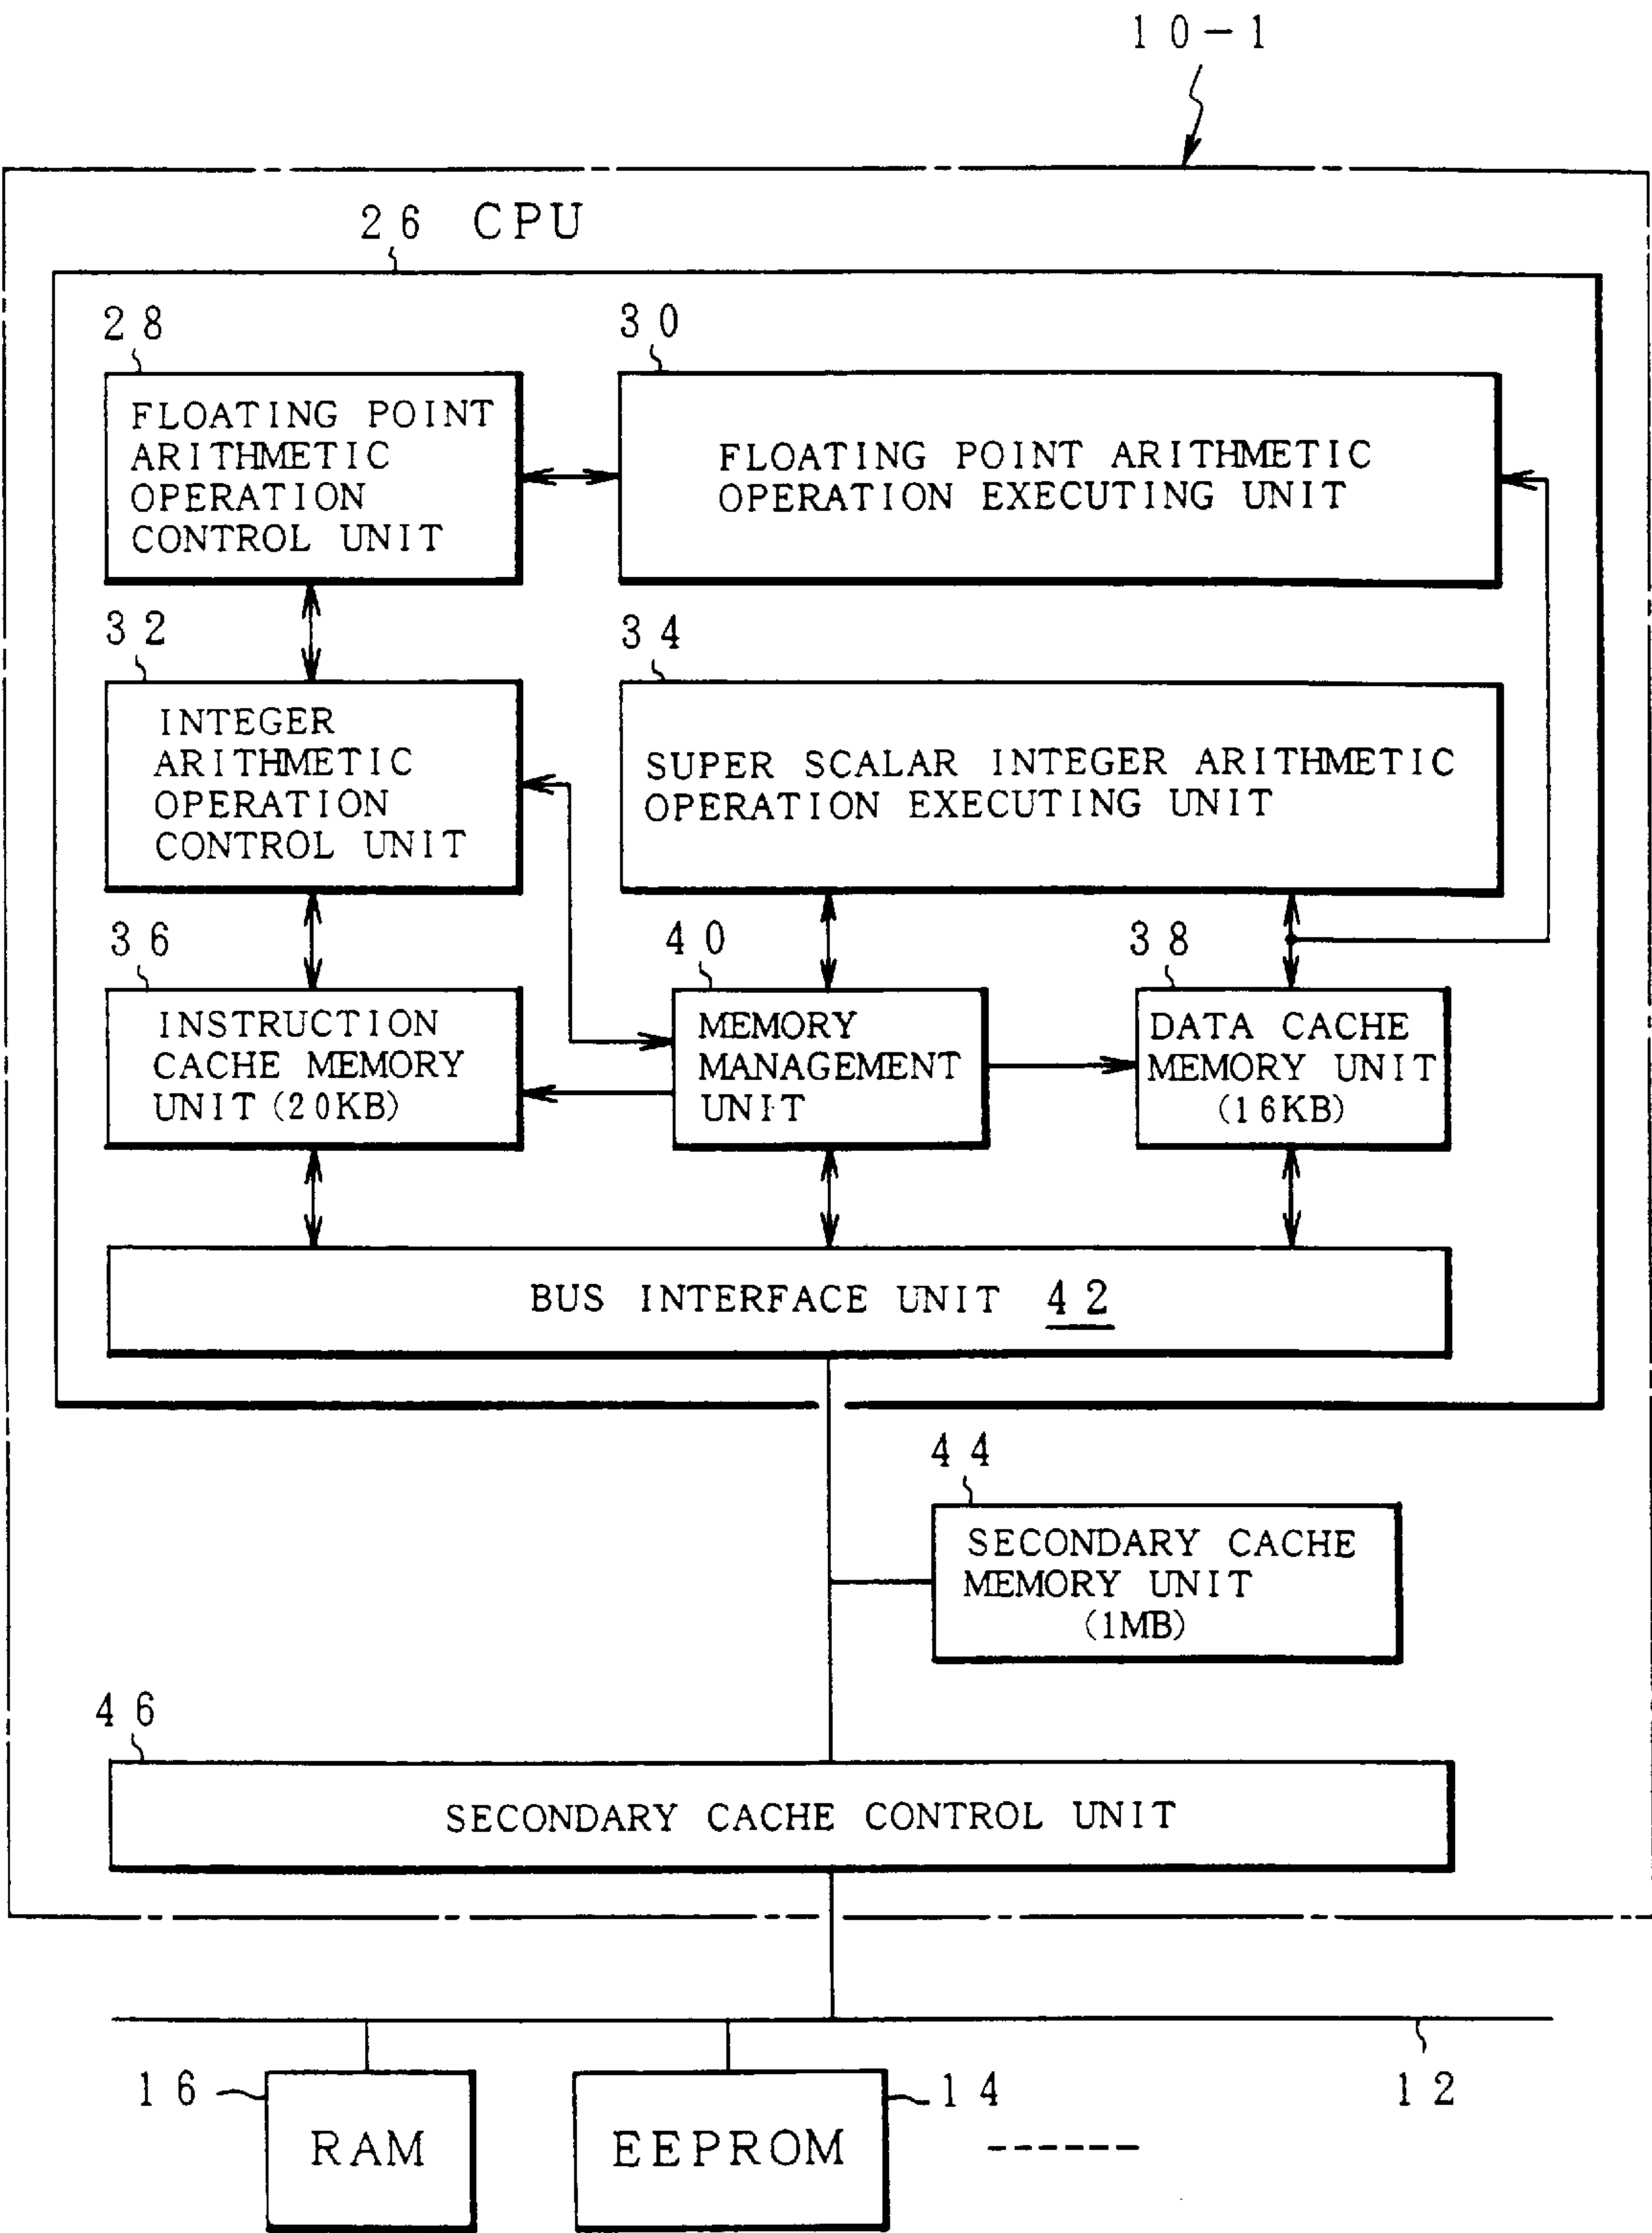 10-1
26 CPU
28
30
FLOATING POINT
ARITHMETIC
OPERATION
CONTROL UNIT
FLOATING POINT ARITHMETIC
OPERATION EXECUTING UNIT
32
34
INTEGER
ARITHMETIC
OPERATION
CONTROL UNIT
SUPER SCALAR INTEGER ARITHMETIC
OPERATION EXECUTING UNIT
36
40
38
INSTRUCTION
CACHE MEMORY
UNIT (20KB)
MEMORY
MANAGEMENT
UNIT
DATA CACHE
MEMORY UNIT
(16KB)
BUS INTERFACE UNIT 42
44
SECONDARY CACHE
MEMORY UNIT
(1MB)
46
SECONDARY CACHE CONTROL UNIT
16
RAM
EEPROM
14
12